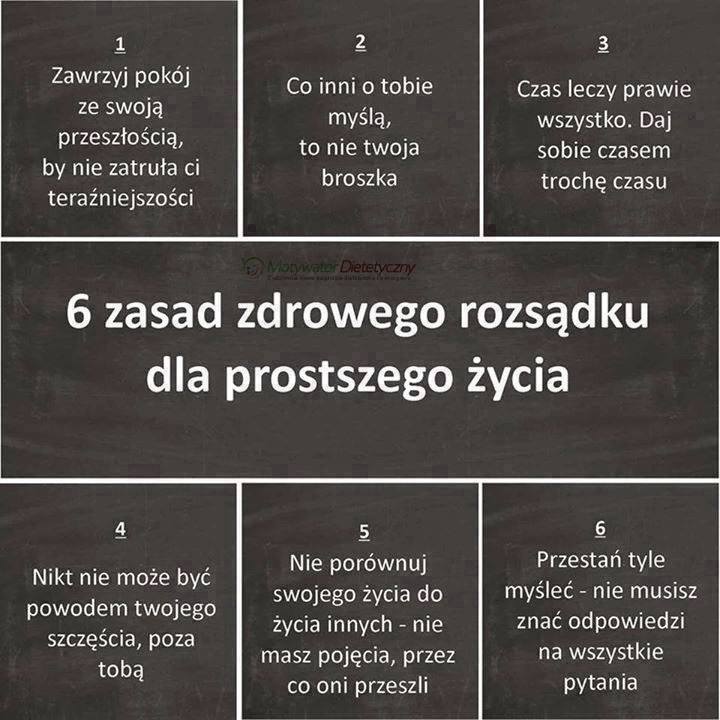 1
Zawrzyj pokój
ze swoją
przeszłością,
by nie zatruła ci
teraźniejszości
2
Co inni o tobie
myślą,
to nie twoja
broszka
3
Czas leczy prawie
wszystko. Daj
sobie czasem
trochę czasu
Motywator Dietetyczny
6 zasad zdrowego rozsądku
dla prostszego życia
4
Nikt nie może być
powodem twojego
szczęścia, poza
tobą
5
Nie porównuj
swojego życia do
życia innych - nie
masz pojęcia, przez
co oni przeszli
6
Przestań tyle
myśleć - nie musisz
znać odpowiedzi
na wszystkie
pytania